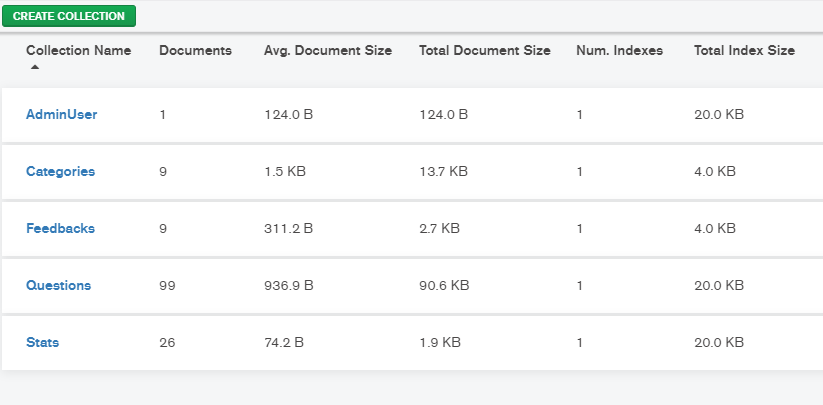 CREATE COLLECTION
Collection Name Documents Avg. Document Size Total Document Size Num. Indexes Total Index Size
AdminUser 1 124.0 B 124.0 B 1 20.0 KB
Categories 9 1.5 KB 13.7 KB 1 4.0 KB
Feedbacks 9 311.2 B 2.7 KB 1 4.0 KB
Questions 99 936.9 B 90.6 KB 1 20.0 KB
Stats 26 74.2 B 1.9 KB 1 20.0 KB